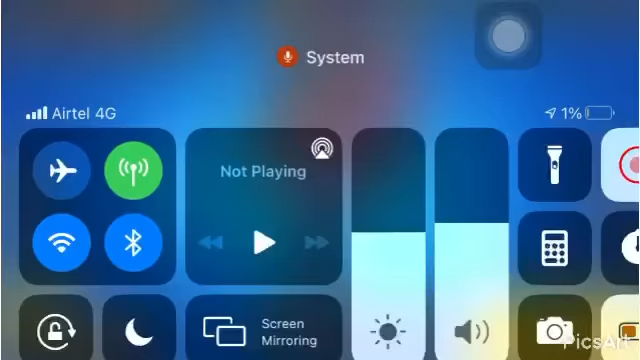 System
Airtel 4G
1%
Not Playing
Screen
Mirroring
PicsArt